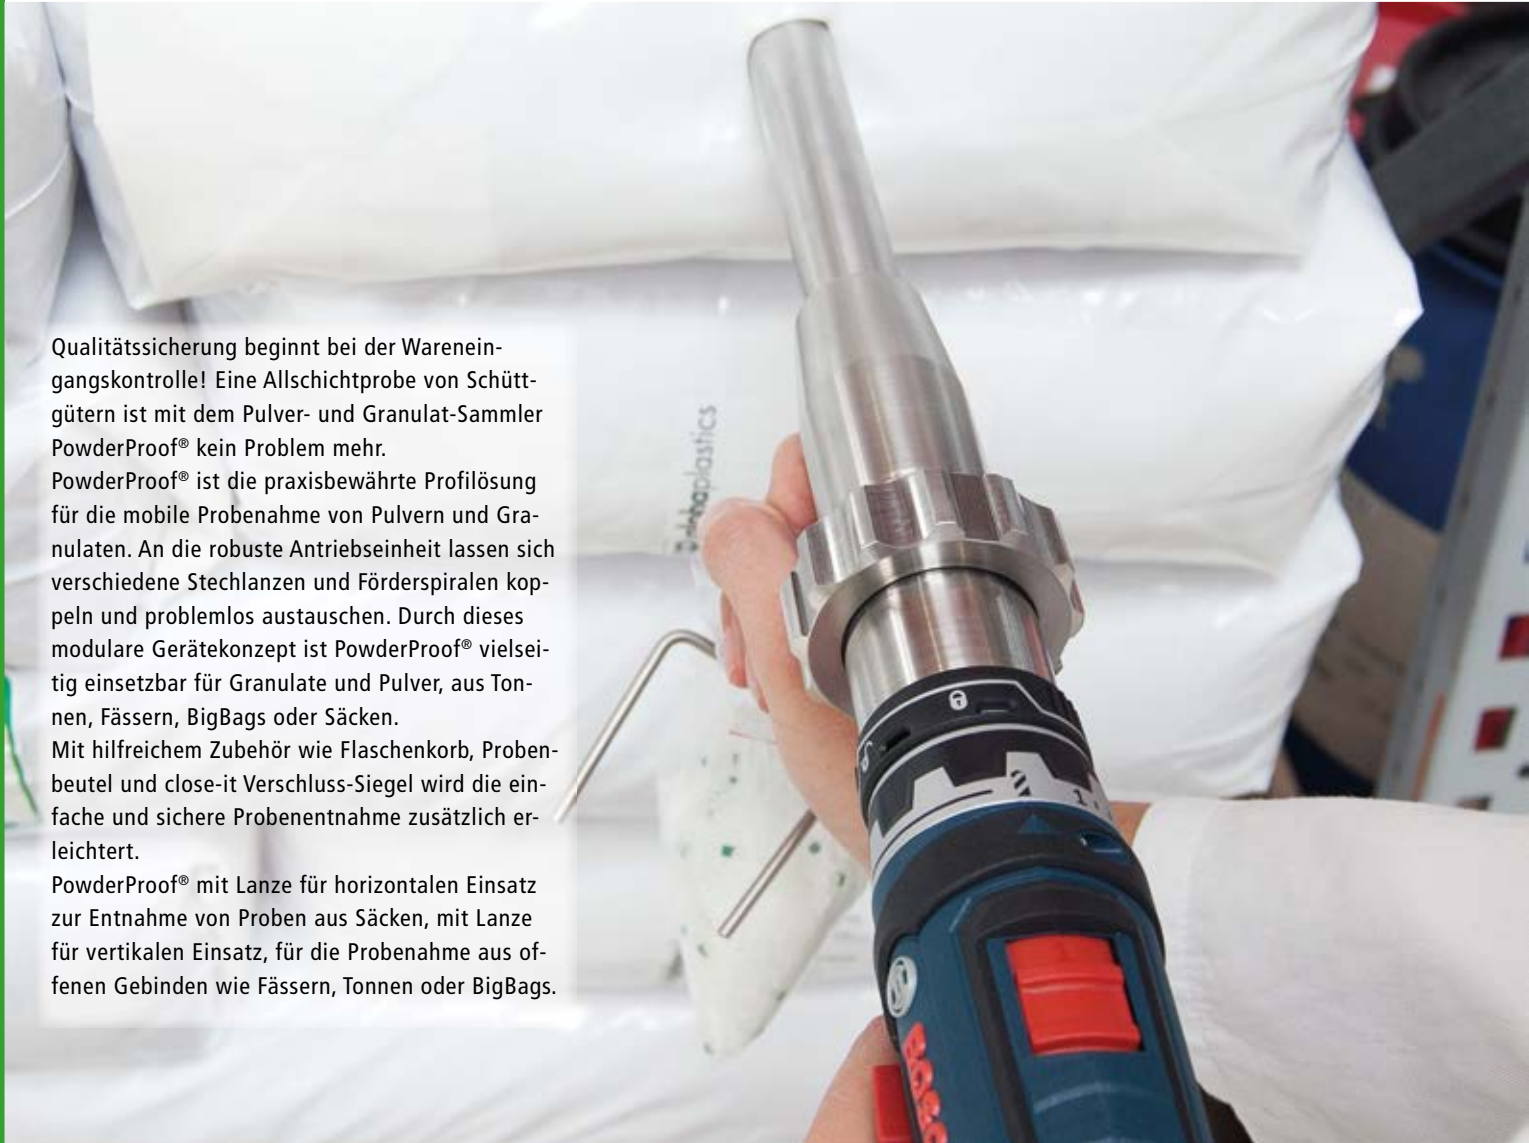 Qualitätssicherung beginnt bei der Warenein-
gangskontrolle! Eine Allschichtprobe von Schütt-
gütern ist mit dem Pulver- und Granulat-Sammler
PowderProof® kein Problem mehr.
PowderProof® ist die praxisbewährte Profilösung
für die mobile Probenahme von Pulvern und Gra-
nulaten. An die robuste Antriebseinheit lassen sich
verschiedene Stechlanzen und Förderspiralen kop-
peln und problemlos austauschen. Durch dieses
modulare Gerätekonzept ist PowderProof® vielsei-
tig einsetzbar für Granulate und Pulver, aus Ton-
nen, Fässern, BigBags oder Säcken.
Mit hilfreichem Zubehör wie Flaschenkorb, Proben-
beutel und close-it Verschluss-Siegel wird die ein-
fache und sichere Probenentnahme zusätzlich er-
leichtert.
PowderProof® mit Lanze für horizontalen Einsatz
zur Entnahme von Proben aus Säcken, mit Lanze
für vertikalen Einsatz, für die Probenahme aus of-
fenen Gebinden wie Fässern, Tonnen oder BigBags.
1